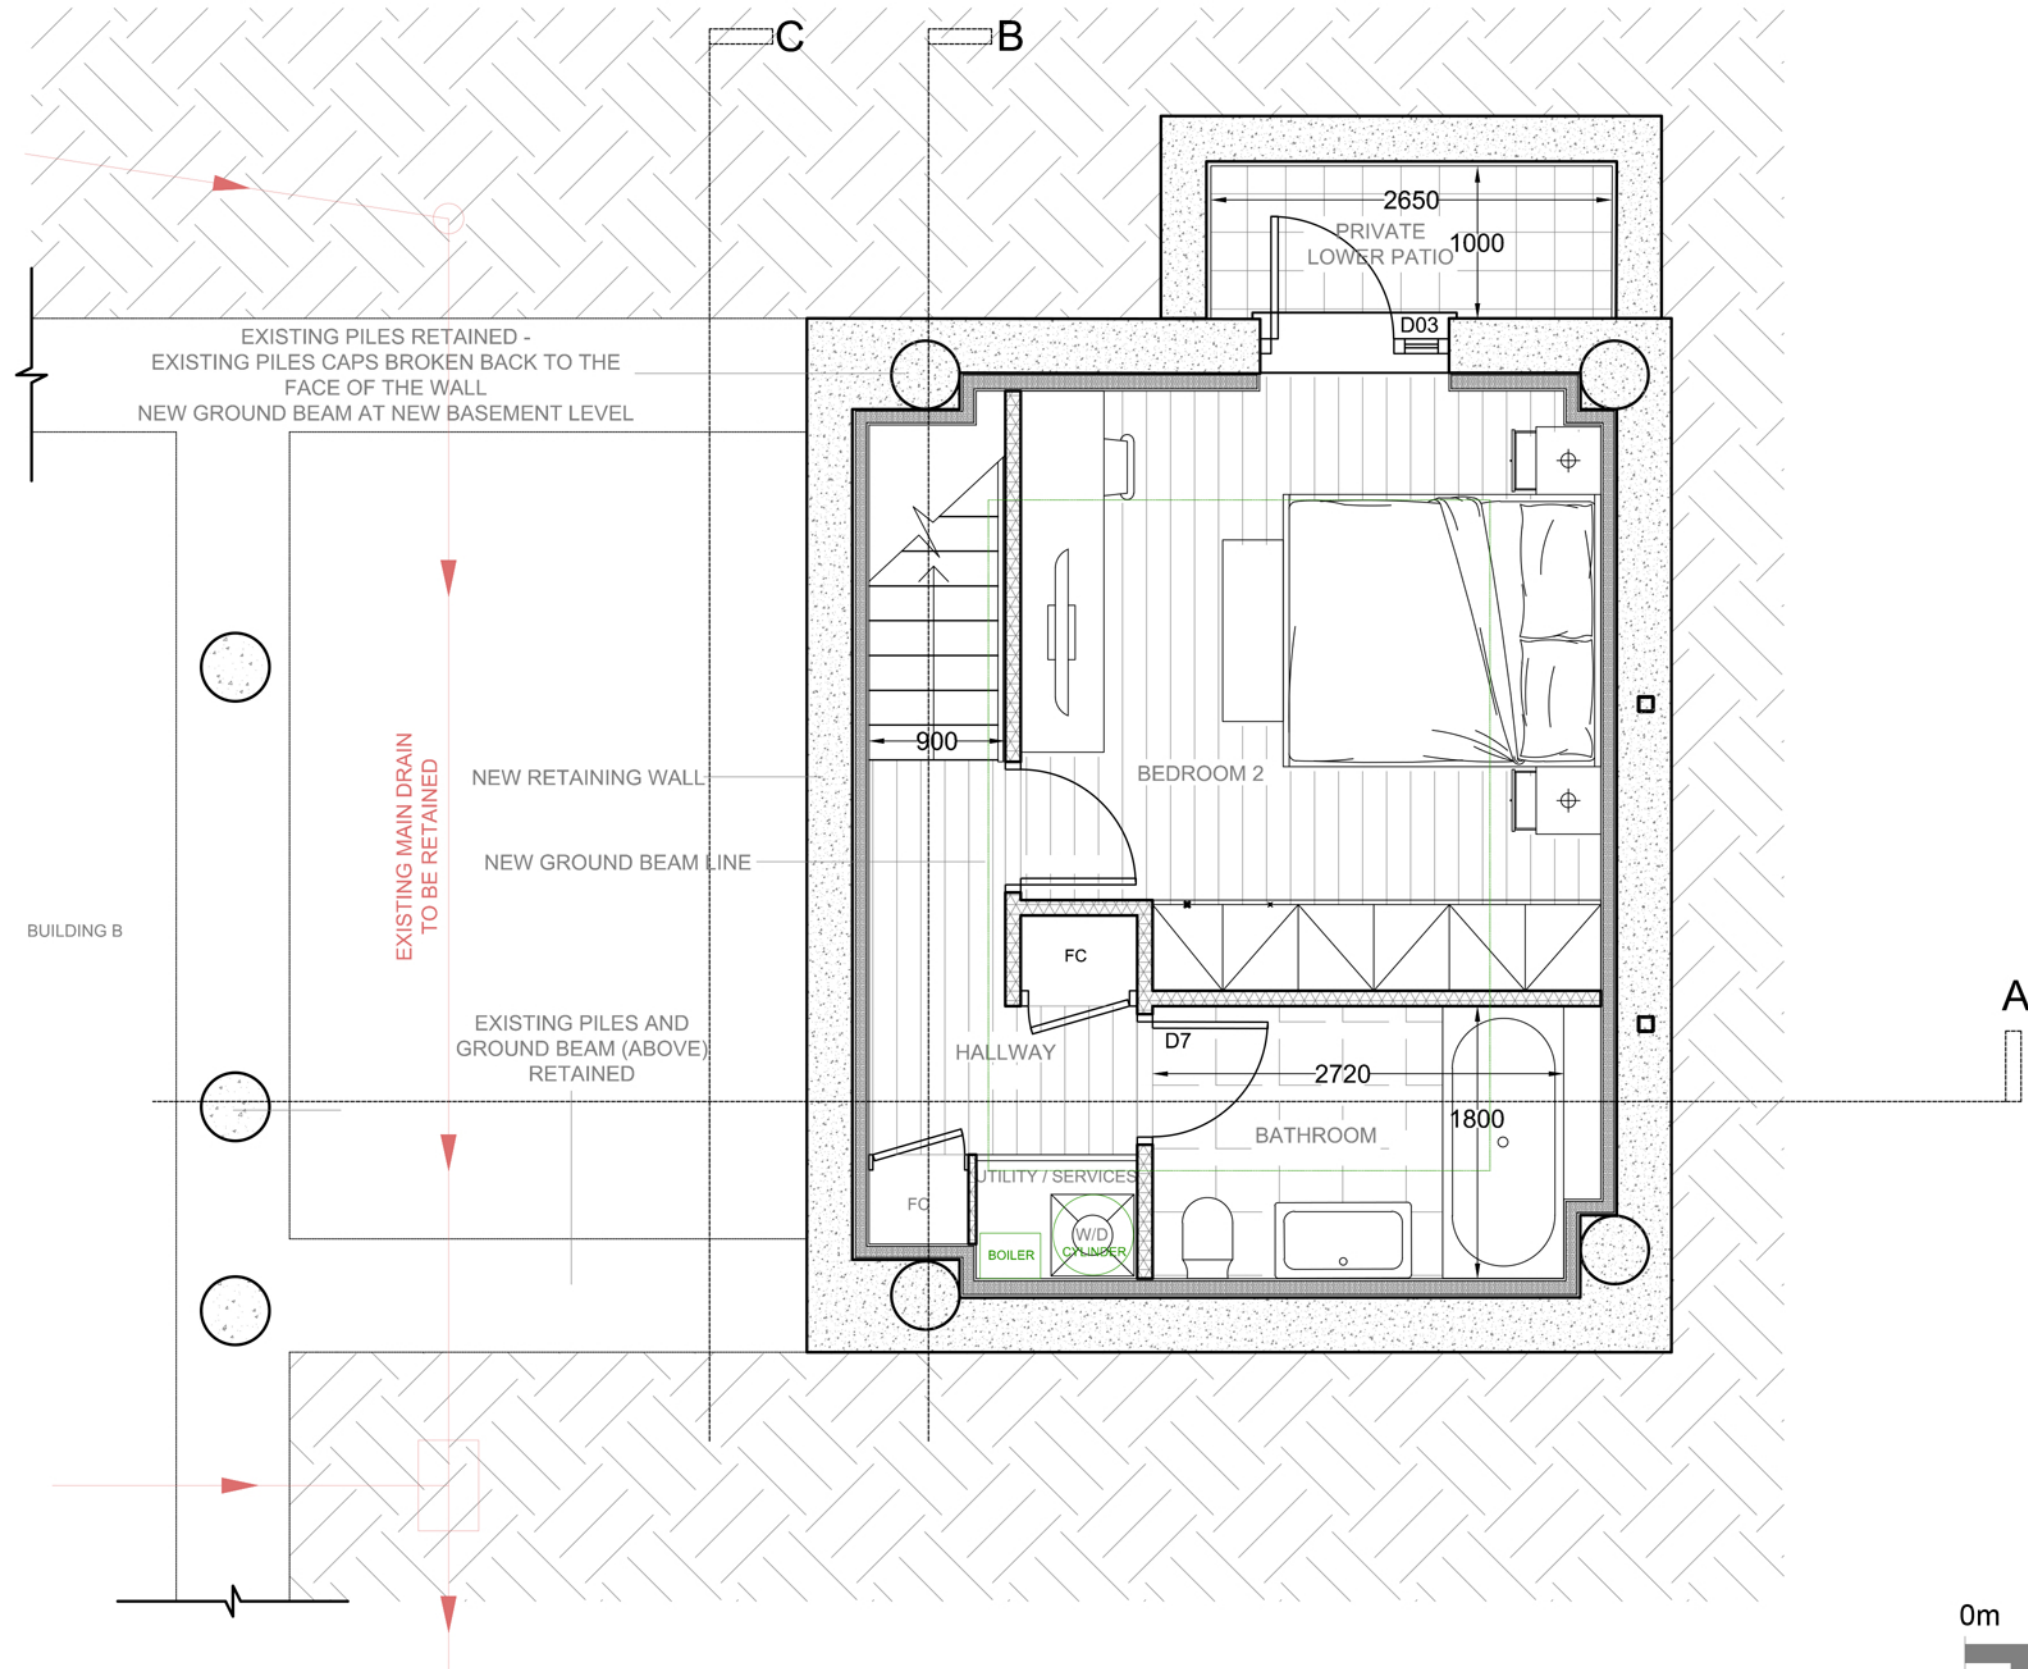 C
B
2650
PRIVATE
1000
LOWER PATIO
D03
EXISTING PILES RETAINED -
EXISTING PILES CAPS BROKEN BACK TO THE
FACE OF THE WALL
NEW GROUND BEAM AT NEW BASEMENT LEVEL
900
NEW RETAINING WALL
BEDROOM 2
EXISTING MAIN DRAIN
TO BE RETAINED
NEW GROUND BEAM LINE
BUILDING B
FC
A
EXISTING PILES AND
GROUND BEAM (ABOVE)
RETAINED
HALLWAY
D7
2720
1800
BATHROOM
UTILITY / SERVICES
FC
W/D
BOILER
CYLINDER
0m